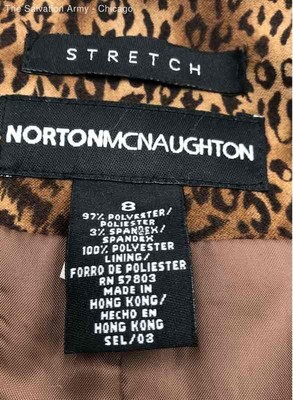 The Salvation Army - Chicago
STRETCH
NORTONMCNAUGHTON
8
97% POLYESTER/
POLIESTER
3% SPANDEX/
SPANDEX
100% POLYESTER
LINING/
FORRO DE POLIESTER
RN 57803
MADE IN
HONG KONG/
HECHO EN
HONG KONG
SEL/03